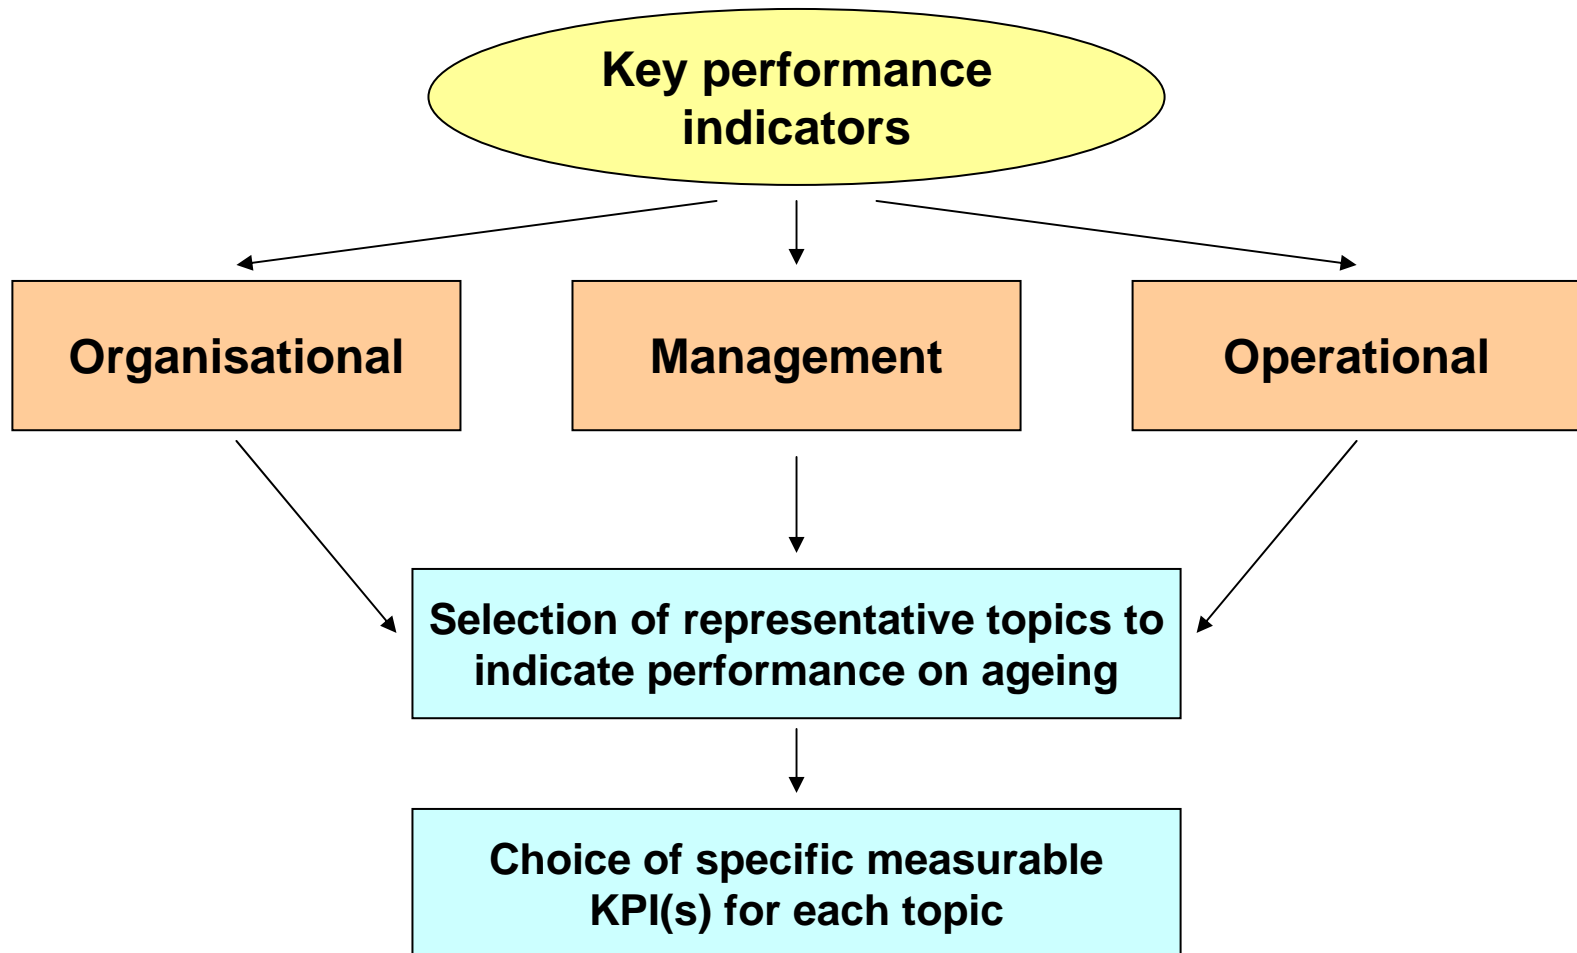 Key performance
indicators
Organisational
Management
Operational
Selection of representative topics to
indicate performance on ageing
Choice of specific measurable
KPI(s) for each topic